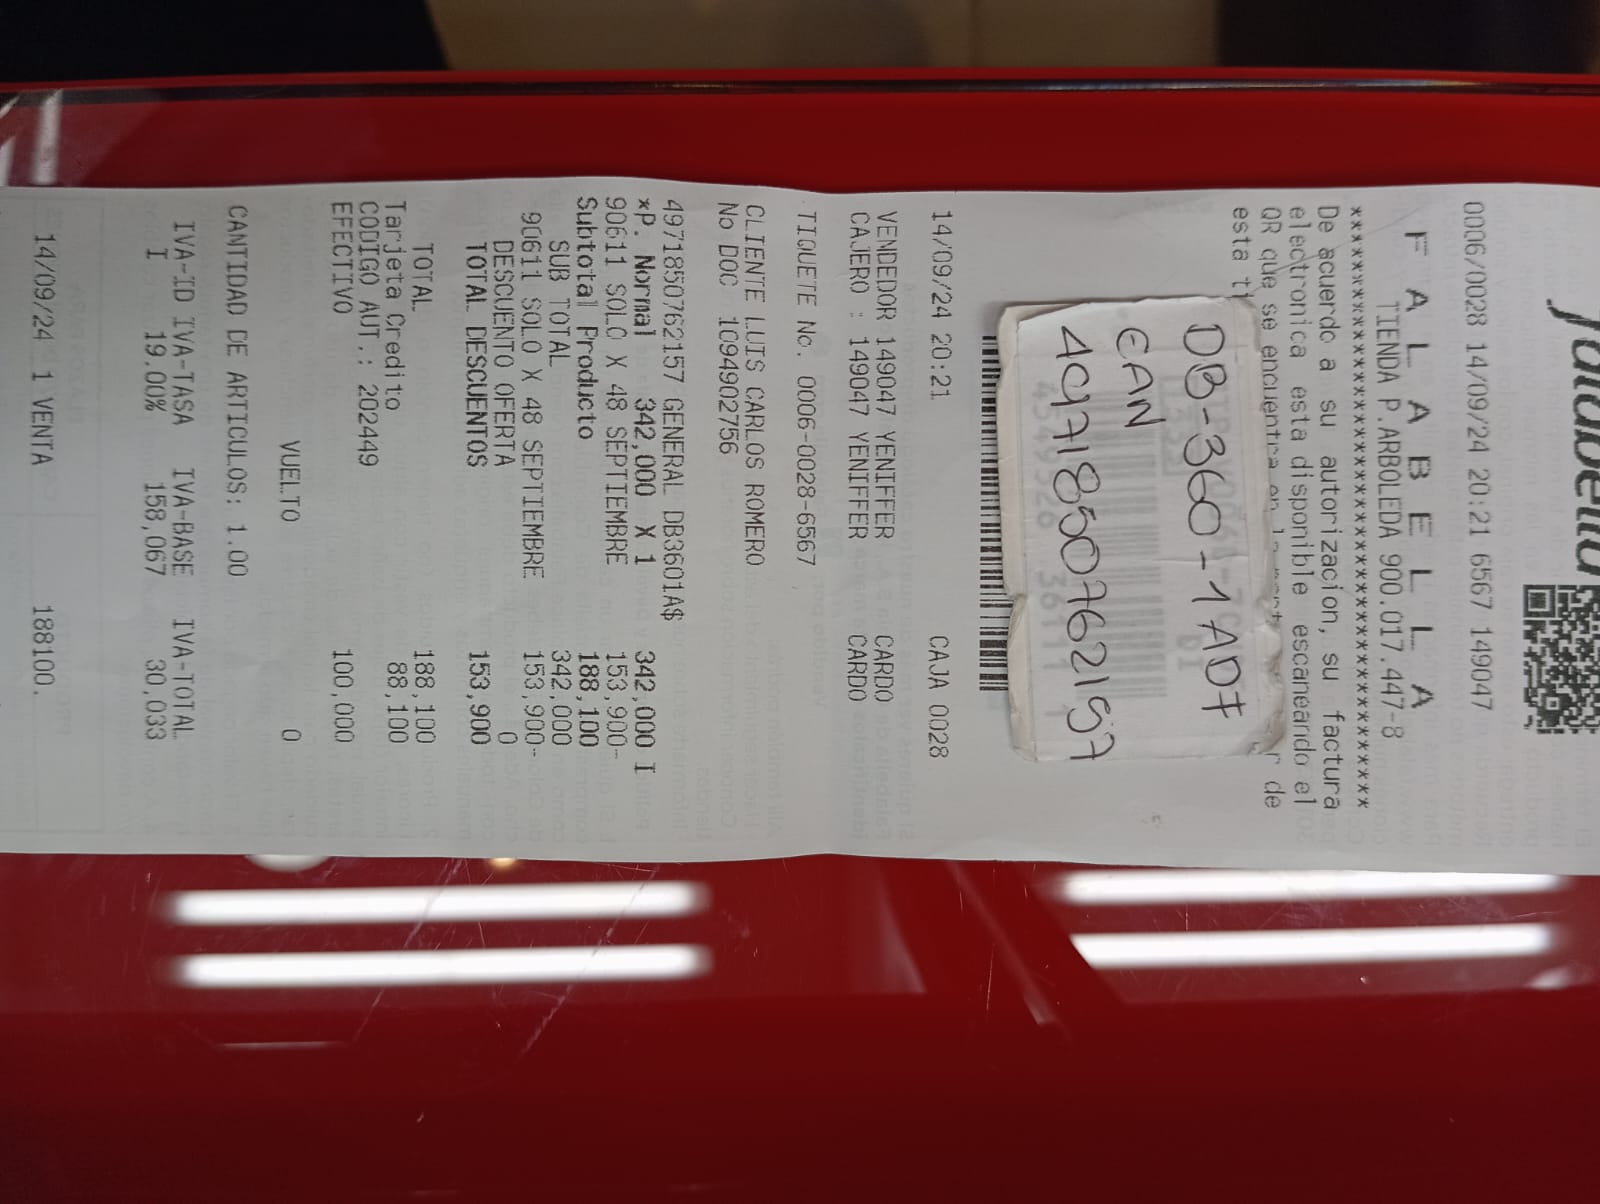 falabella
0006/0028 14/09/24 20:21 6567 149047
F A L A B E L L A
TIENDA P.ARBOLEDA 900.017.447-8
****************************************
De acuerdo a su autorizacion, su factura
electronica esta disponible escaneando el
QR que se encuentra en de
esta
DB-360-1ADF
EAN
4971850762157
14/09/24 20:21 CAJA 0028
VENDEDOR 149047 YENIFFER CARDO
CAJERO : 149047 YENIFFER CARDO
TIQUETE No. 0006-0028-6567
CLIENTE LUIS CARLOS ROMERO
No DOC 1094902756
4971850762157 GENERAL DB3601A$
*P. Normal 342,000 X 1 342,000 I
90611 SOLO X 48 SEPTIEMBRE 153,900-
Subtotal Producto 188,100
SUB TOTAL 342,000
90611 SOLO X 48 SEPTIEMBRE 153,900-
DESCUENTO OFERTA 0
TOTAL DESCUENTOS 153,900
TOTAL 188,100
Tarjeta Credito 88,100
CODIGO AUT.: 202449
EFECTIVO 100,000
VUELTO 0
CANTIDAD DE ARTICULOS: 1.00
IVA-ID IVA-TASA IVA-BASE IVA-TOTAL
I 19.00% 158,067 30,033
14/09/24 1 VENTA 188100.